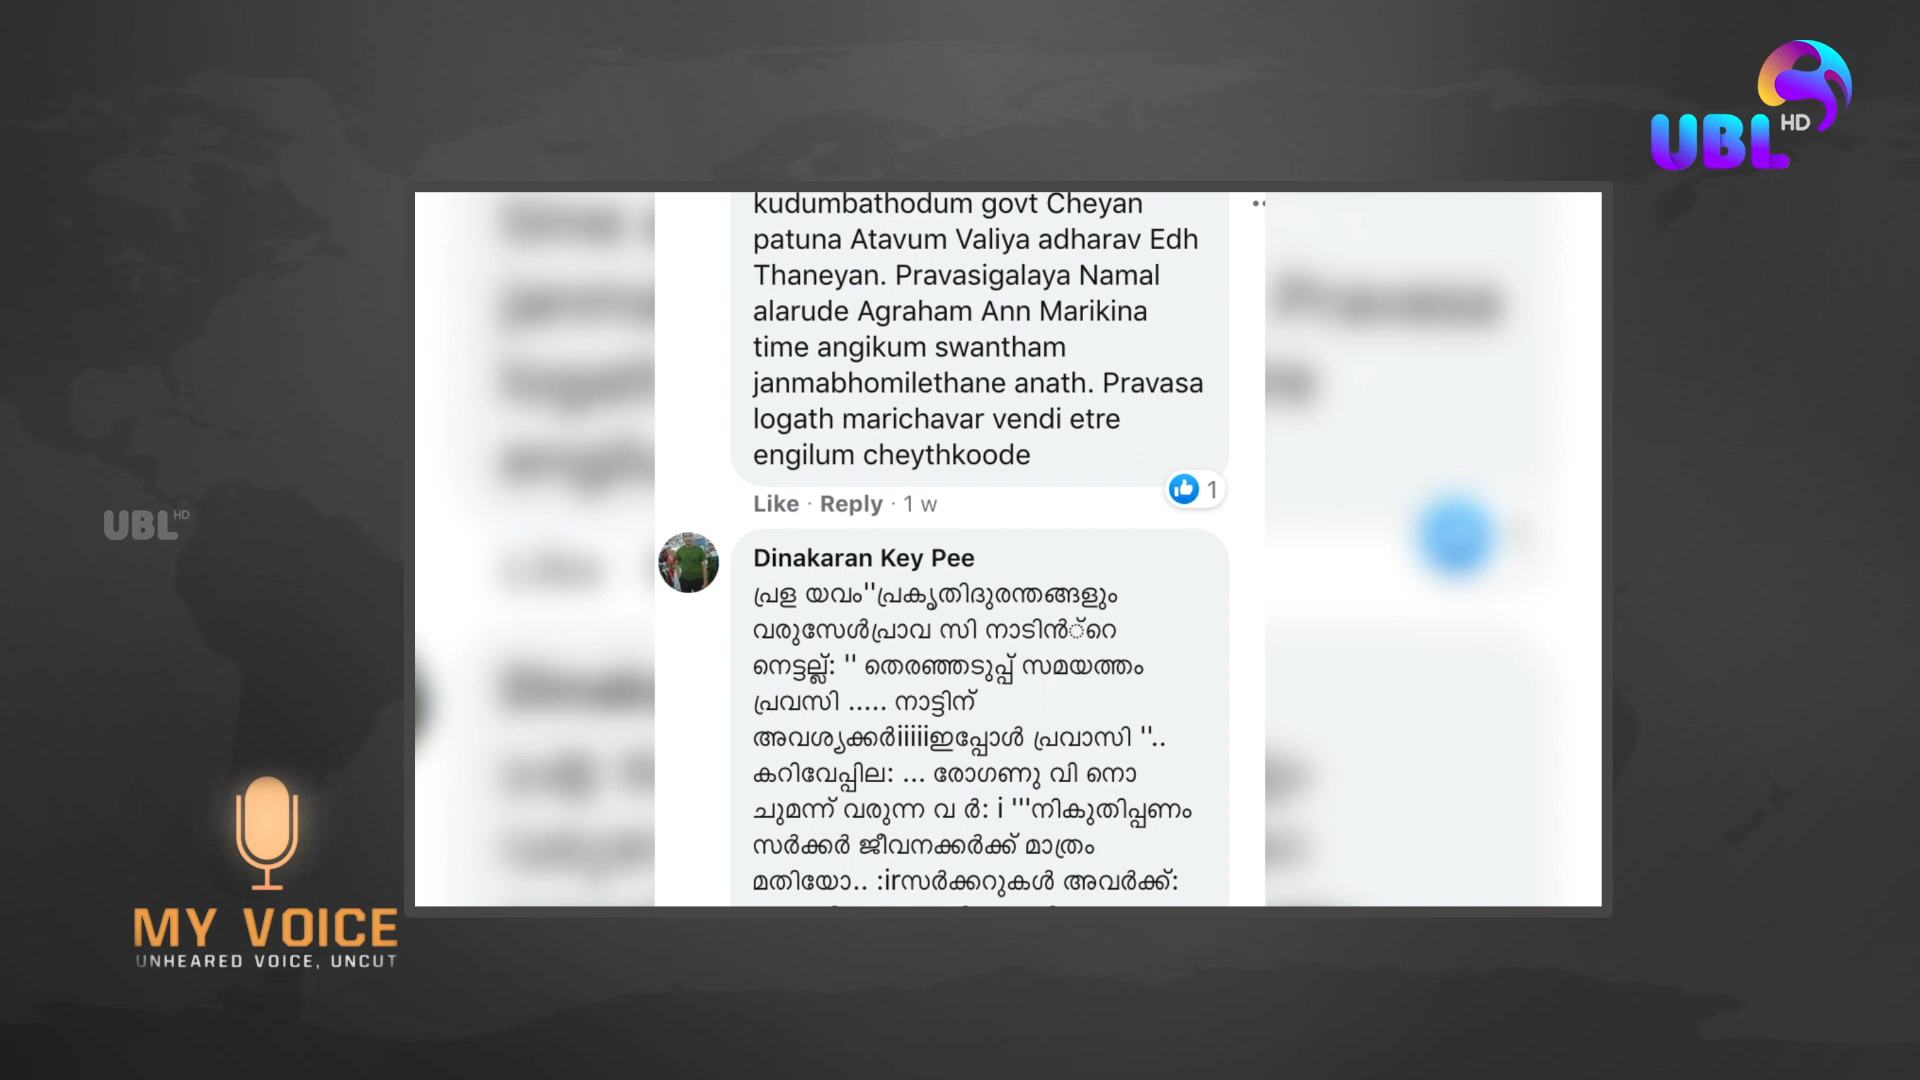 UBL HD
kudumbathodum govt Cheyan
patuna Atavum Valiya adharav Edh
Thaneyan. Pravasigalaya Namal
alarude Agraham Ann Marikina
time angikum swantham
janmabhomilethane anath. Pravasa
logath marichavar vendi etre
engilum cheythkoode
Like · Reply · 1 w
1
Dinakaran Key Pee
പ്രള യവം"പ്രകൃതിദുരന്തങ്ങളും
വരുസേൾപ്രാവ സി നാടിൻ്റെ
നെട്ടല്ല്: " തെരഞ്ഞടുപ്പ് സമയത്തം
പ്രവസി ..... നാട്ടിന്
അവശ്യക്കർiiiiiഇപ്പോൾ പ്രവാസി "..
കറിവേപ്പില: ... രോഗണു വി നൊ
ചുമന്ന് വരുന്ന വ ർ: i '"നികുതിപ്പണം
സർക്കർ ജീവനക്കർക്ക് മാത്രം
മതിയോ.. :irസർക്കറുകൾ അവർക്ക്:
UBL HD
MY VOICE
UNHEARED VOICE, UNCUT